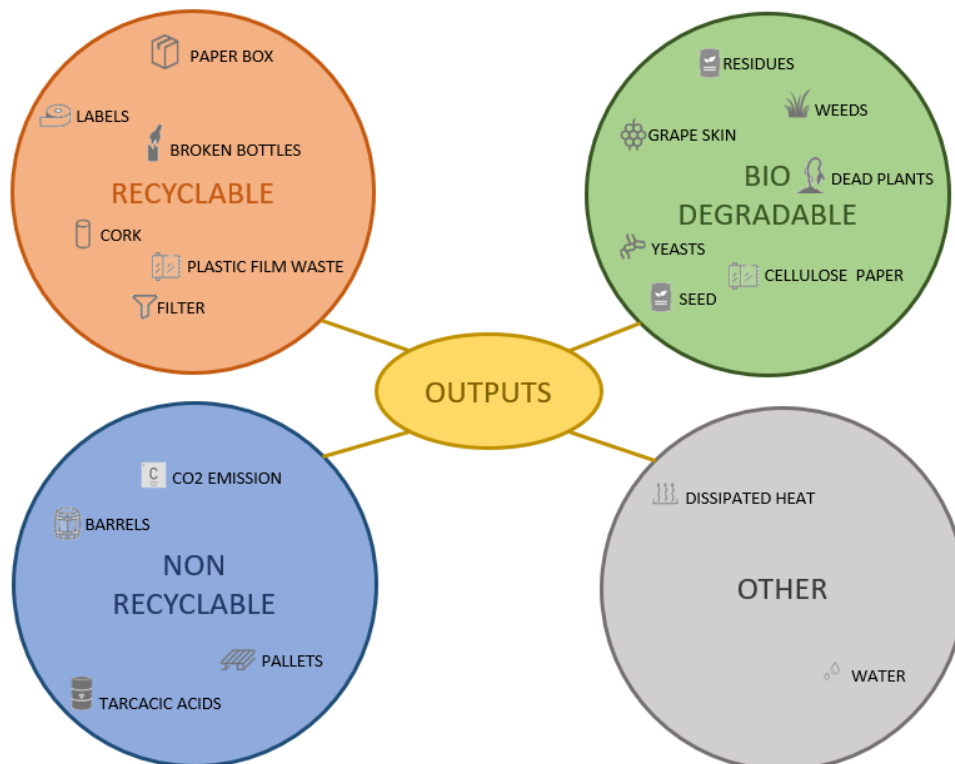 PAPER BOX
LABELS
BROKEN BOTTLES
RECYCLABLE
CORK
PLASTIC FILM WASTE
FILTER
RESIDUES
WEEDS
GRAPE SKIN
BIO
DEAD PLANTS
DEGRADABLE
YEASTS
CELLULOSE PAPER
SEED
OUTPUTS
C
CO2 EMISSION
BARRELS
NON
RECYCLABLE
PALLETS
TARCACIC ACIDS
DISSIPATED HEAT
OTHER
WATER